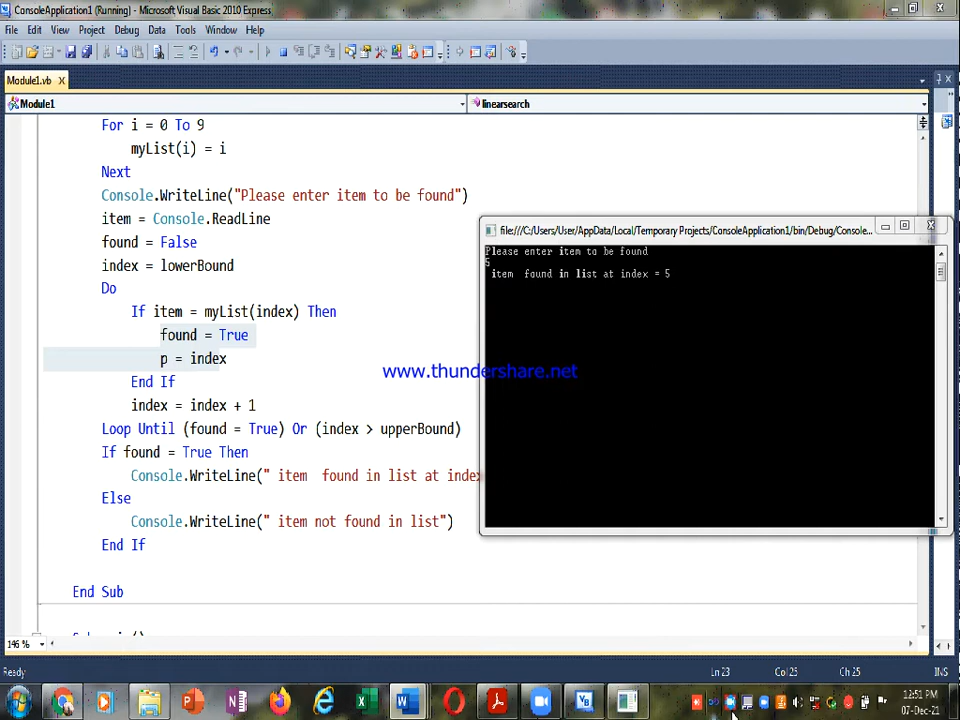 ConsoleApplication1 (Running) - Microsoft Visual Basic 2010 Express
File Edit View Project Debug Data Tools Window Help
Module1.vb X
Module1 linearsearch
For i = 0 To 9
myList(i) = i
Next
Console.WriteLine("Please enter item to be found")
item = Console.ReadLine
found = False
index = lowerBound
Do
If item = myList(index) Then
found = True
p = index
End If
index = index + 1
Loop Until (found = True) Or (index > upperBound)
If found = True Then
Console.WriteLine(" item  found in list at index
Else
Console.WriteLine(" item not found in list")
End If
End Sub
file:///C:/Users/User/AppData/Local/Temporary Projects/ConsoleApplication1/bin/Debug/Console...
Please enter item to be found
5
item  found in list at index = 5
www.thundershare.net
146 %
Ready Ln 23 Col 25 Ch 25 INS
12:51 PM
07-Dec-21